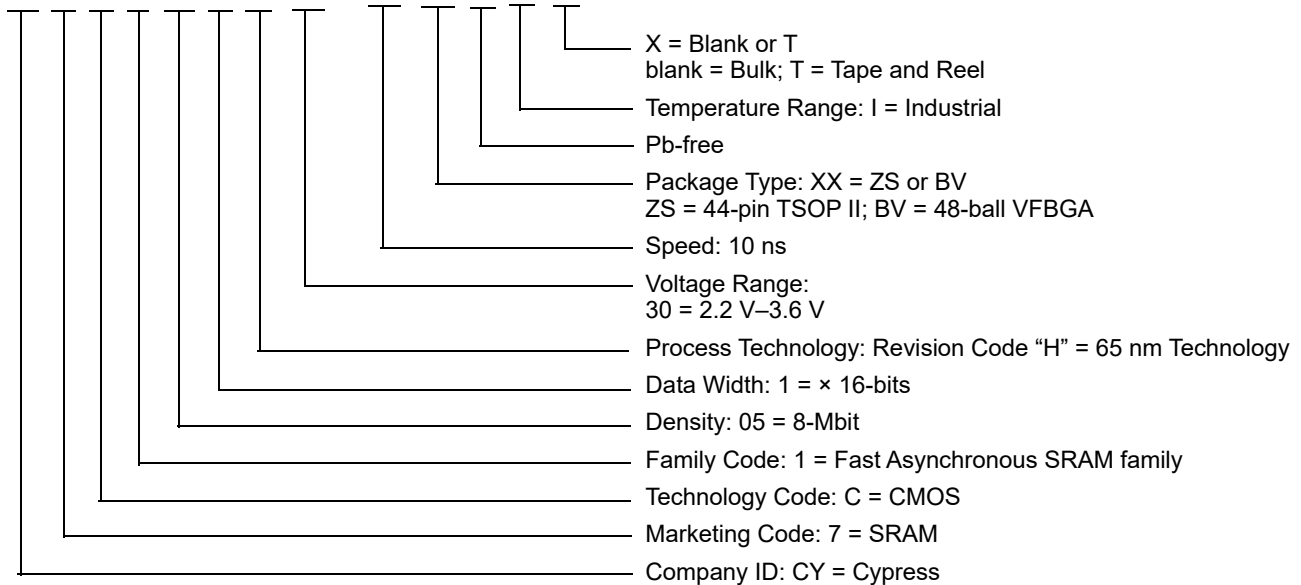 X = Blank or T
blank = Bulk; T = Tape and Reel
Temperature Range: I = Industrial
Pb-free
Package Type: XX = ZS or BV
ZS = 44-pin TSOP II; BV = 48-ball VFBGA
Speed: 10 ns
Voltage Range:
30 = 2.2 V–3.6 V
Process Technology: Revision Code “H” = 65 nm Technology
Data Width: 1 = × 16-bits
Density: 05 = 8-Mbit
Family Code: 1 = Fast Asynchronous SRAM family
Technology Code: C = CMOS
Marketing Code: 7 = SRAM
Company ID: CY = Cypress